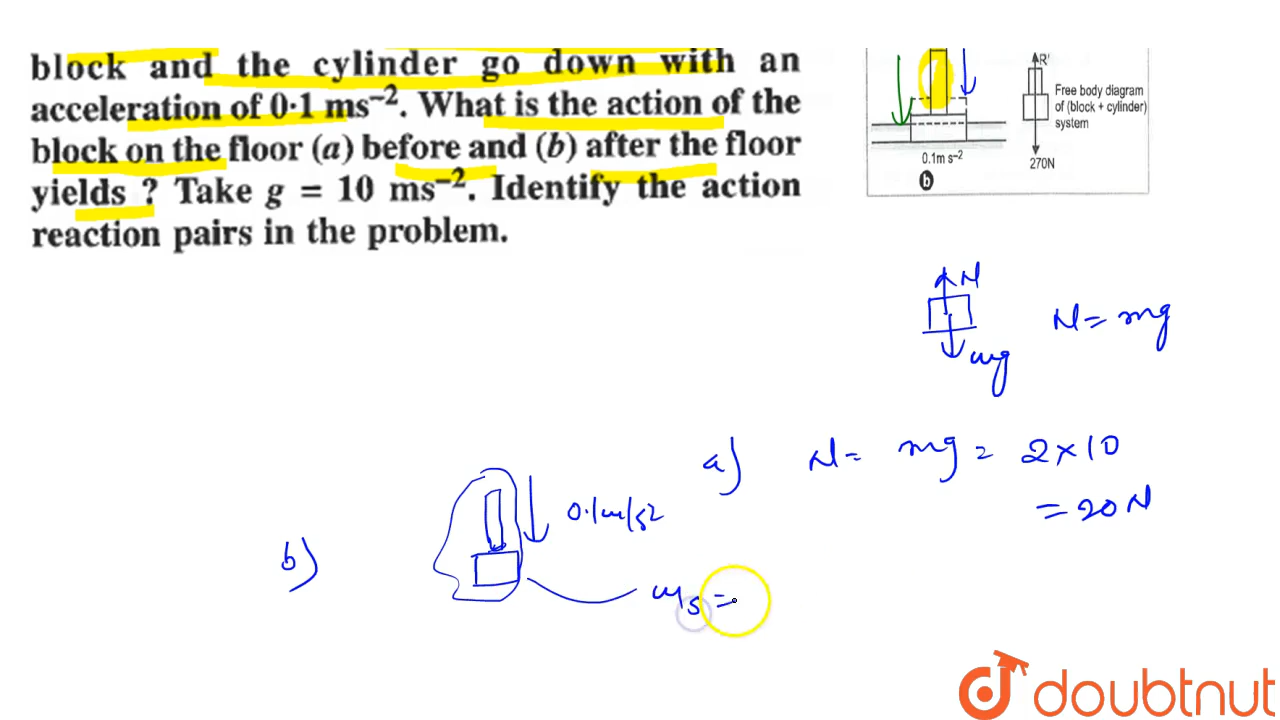 block and the cylinder go down with an
acceleration of 0·1 ms⁻². What is the action of the
block on the floor (a) before and (b) after the floor
yields ? Take g = 10 ms⁻². Identify the action
reaction pairs in the problem.
R'
Free body diagram
of (block + cylinder)
system
0.1m s⁻²
270N
b
N
mg
N = mg
a) N = mg = 2 × 10
= 20 N
b)
0.1m/s2
ms =
doubtnut